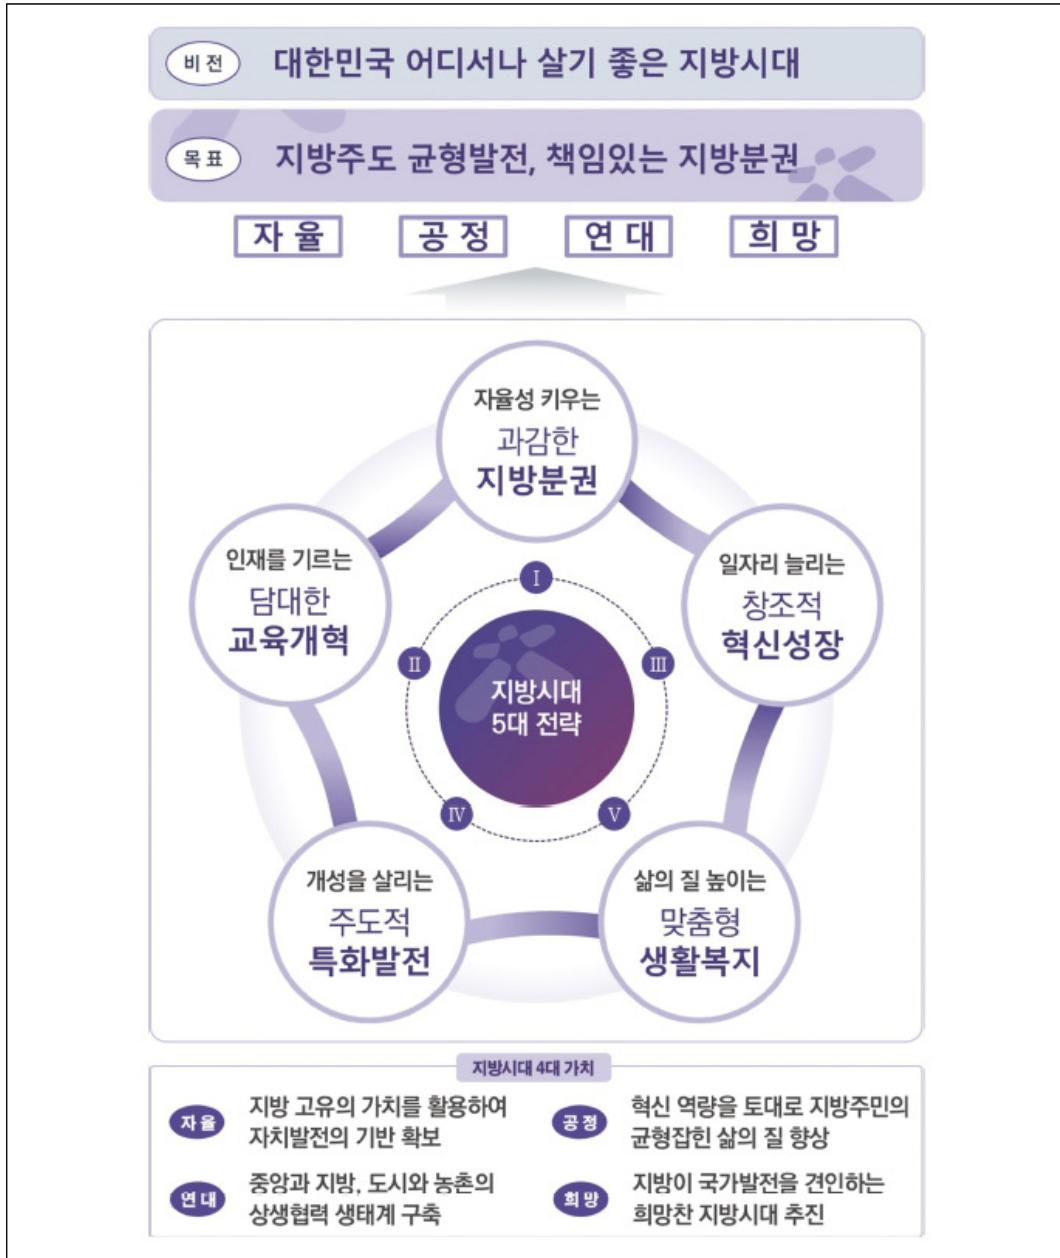 비전 대한민국 어디서나 살기 좋은 지방시대
목표 지방주도 균형발전, 책임있는 지방분권
자율 공정 연대 희망
자율성 키우는
과감한
지방분권
인재를 기르는
담대한
교육개혁
일자리 늘리는
창조적
혁신성장
Ⅰ
Ⅱ
Ⅲ
지방시대
5대 전략
Ⅳ
Ⅴ
개성을 살리는
주도적
특화발전
삶의 질 높이는
맞춤형
생활복지
지방시대 4대 가치
자율
지방 고유의 가치를 활용하여
자치발전의 기반 확보
공정
혁신 역량을 토대로 지방주민의
균형잡힌 삶의 질 향상
연대
중앙과 지방, 도시와 농촌의
상생협력 생태계 구축
희망
지방이 국가발전을 견인하는
희망찬 지방시대 추진